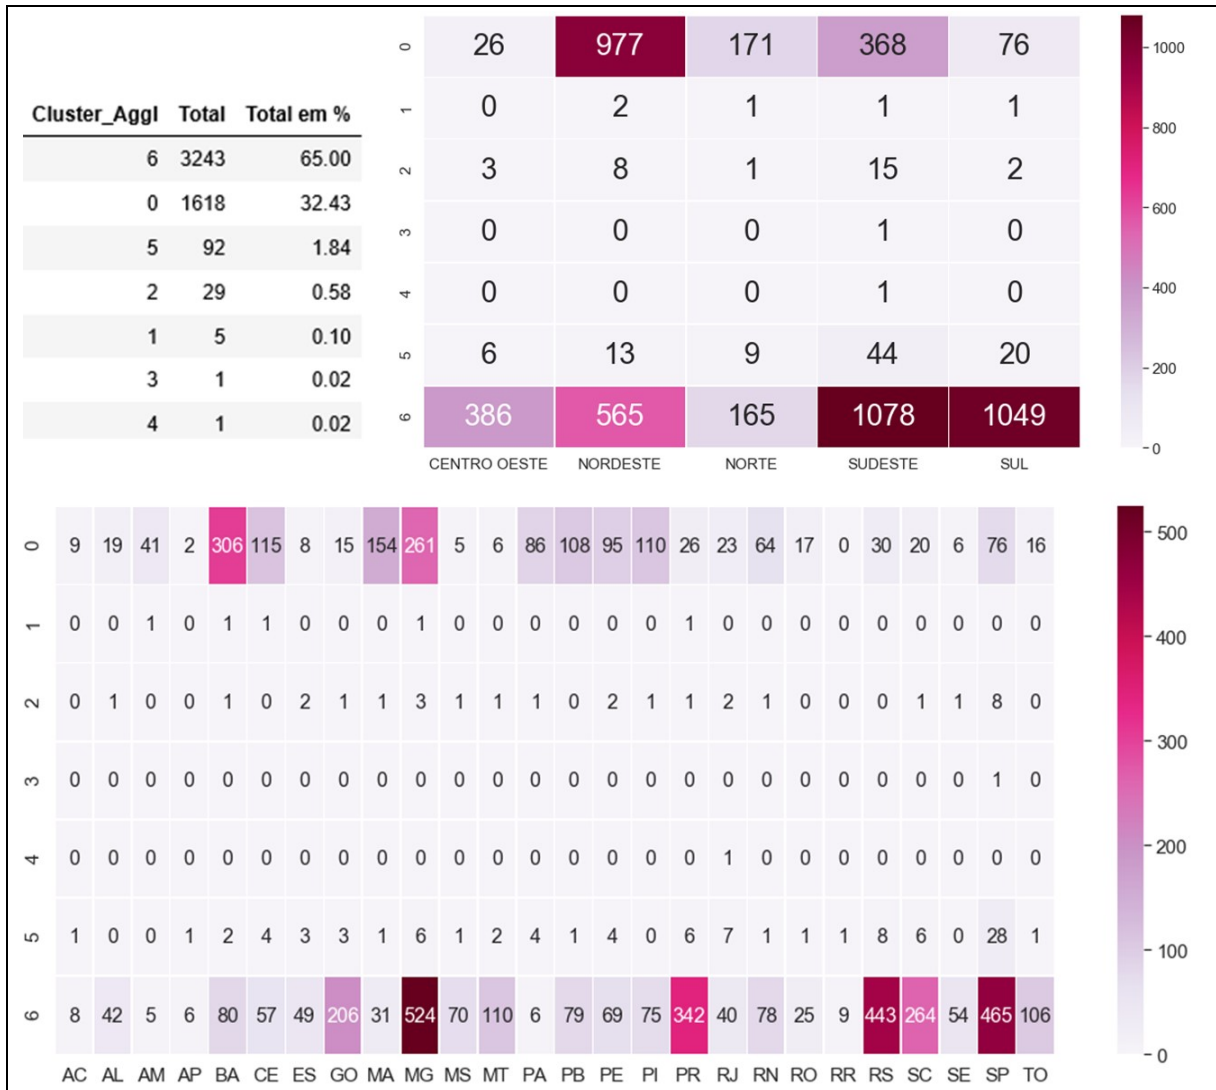 Cluster_Aggl Total Total em %
6 3243 65.00
0 1618 32.43
5 92 1.84
2 29 0.58
1 5 0.10
3 1 0.02
4 1 0.02
0 26 977 171 368 76
1 0 2 1 1 1
2 3 8 1 15 2
3 0 0 0 1 0
4 0 0 0 1 0
5 6 13 9 44 20
6 386 565 165 1078 1049
CENTRO OESTE NORDESTE NORTE SUDESTE SUL
1000
800
600
400
200
0
0 9 19 41 2 306 115 8 15 154 261 5 6 86 108 95 110 26 23 64 17 0 30 20 6 76 16
1 0 0 1 0 1 1 0 0 0 1 0 0 0 0 0 0 1 0 0 0 0 0 0 0 0 0
2 0 1 0 0 1 0 2 1 1 3 1 1 1 0 2 1 1 2 1 0 0 0 1 1 8 0
3 0 0 0 0 0 0 0 0 0 0 0 0 0 0 0 0 0 0 0 0 0 0 0 0 1 0
4 0 0 0 0 0 0 0 0 0 0 0 0 0 0 0 0 0 1 0 0 0 0 0 0 0 0
5 1 0 0 1 2 4 3 3 1 6 1 2 4 1 4 0 6 7 1 1 1 8 6 0 28 1
6 8 42 5 6 80 57 49 206 31 524 70 110 6 79 69 75 342 40 78 25 9 443 264 54 465 106
AC AL AM AP BA CE ES GO MA MG MS MT PA PB PE PI PR RJ RN RO RR RS SC SE SP TO
500
400
300
200
100
0